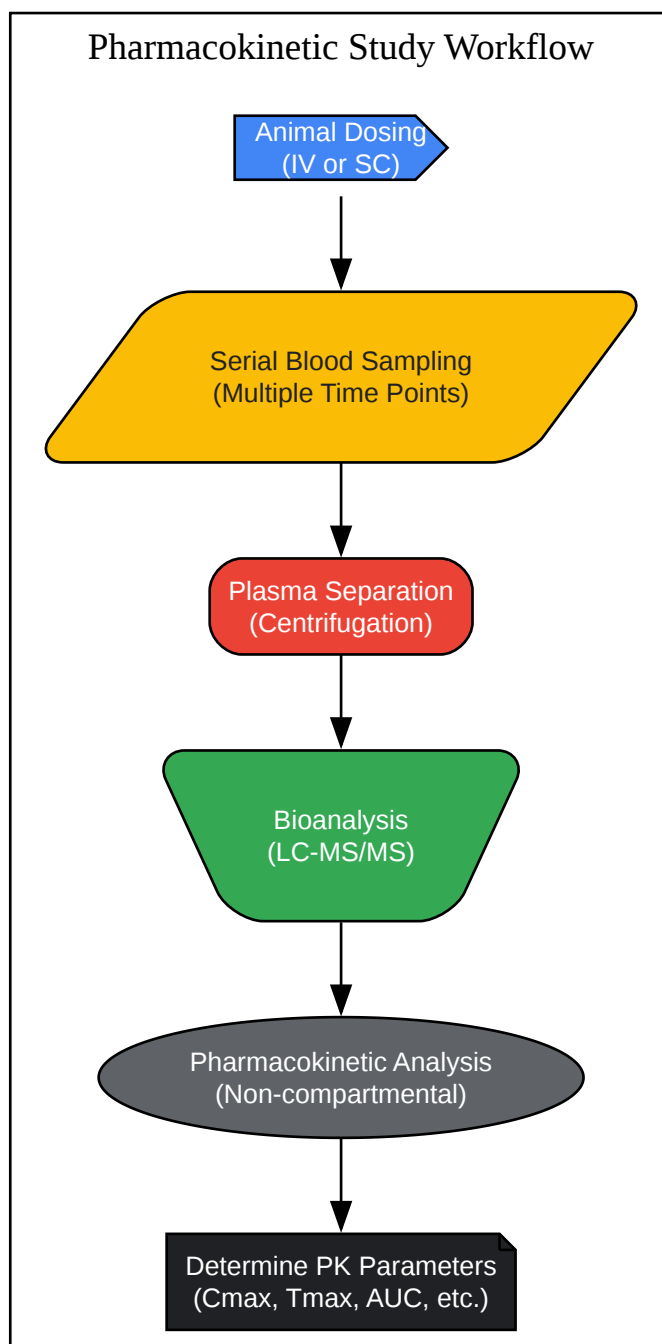 Pharmacokinetic Study Workflow
Animal Dosing
(IV or SC)
Serial Blood Sampling
(Multiple Time Points)
Plasma Separation
(Centrifugation)
Bioanalysis
(LC-MS/MS)
Pharmacokinetic Analysis
(Non-compartmental)
Determine PK Parameters
(Cmax, Tmax, AUC, etc.)